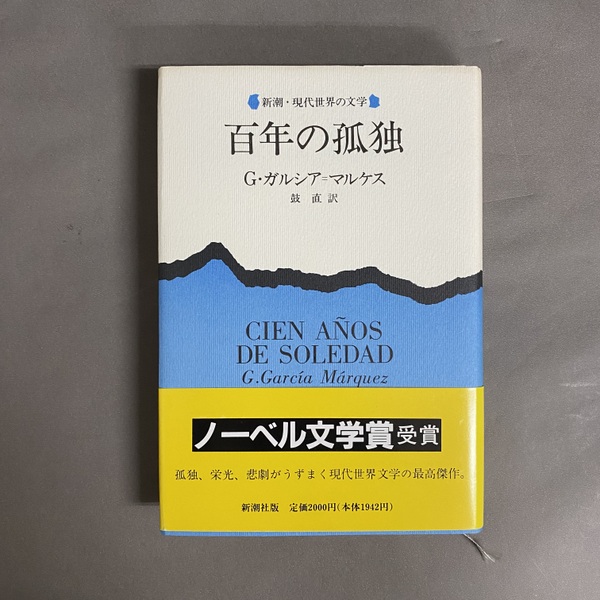 新潮・現代世界の文学
百年の孤独
G・ガルシア=マルケス
鼓 直 訳
CIEN AÑOS
DE SOLEDAD
G.García Márquez
ノーベル文学賞受賞
孤独、栄光、悲劇がうずまく現代世界文学の最高傑作。
新潮社版 定価2000円(本体1942円)